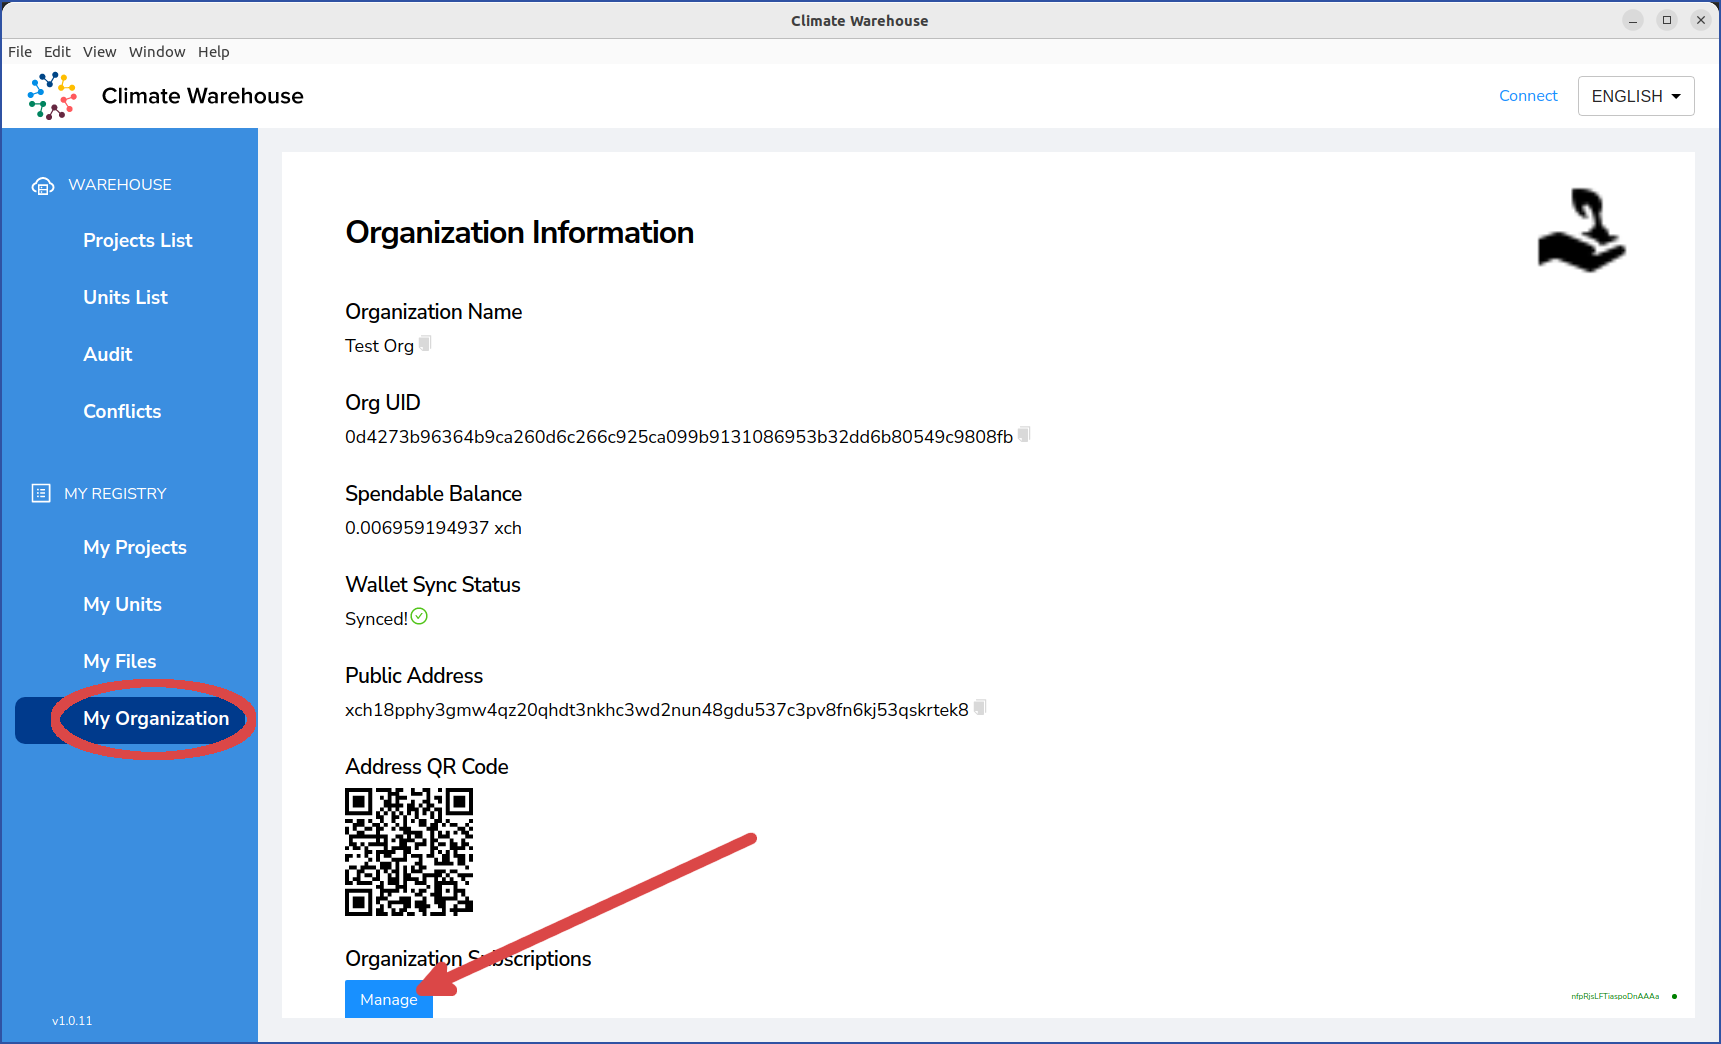 Climate Warehouse
File Edit View Window Help
Climate Warehouse
Connect
ENGLISH
WAREHOUSE
Projects List
Units List
Audit
Conflicts
MY REGISTRY
My Projects
My Units
My Files
My Organization
v1.0.11
Organization Information
Organization Name
Test Org
Org UID
0d4273b96364b9ca260d6c266c925ca099b9131086953b32dd6b80549c9808fb
Spendable Balance
0.006959194937 xch
Wallet Sync Status
Synced!
Public Address
xch18pphy3gmw4qz20qhdt3nkhc3wd2nun48gdu537c3pv8fn6kj53qskrtek8
Address QR Code
Organization Subscriptions
Manage
nfpRjsLFTiaspoDnAAAa